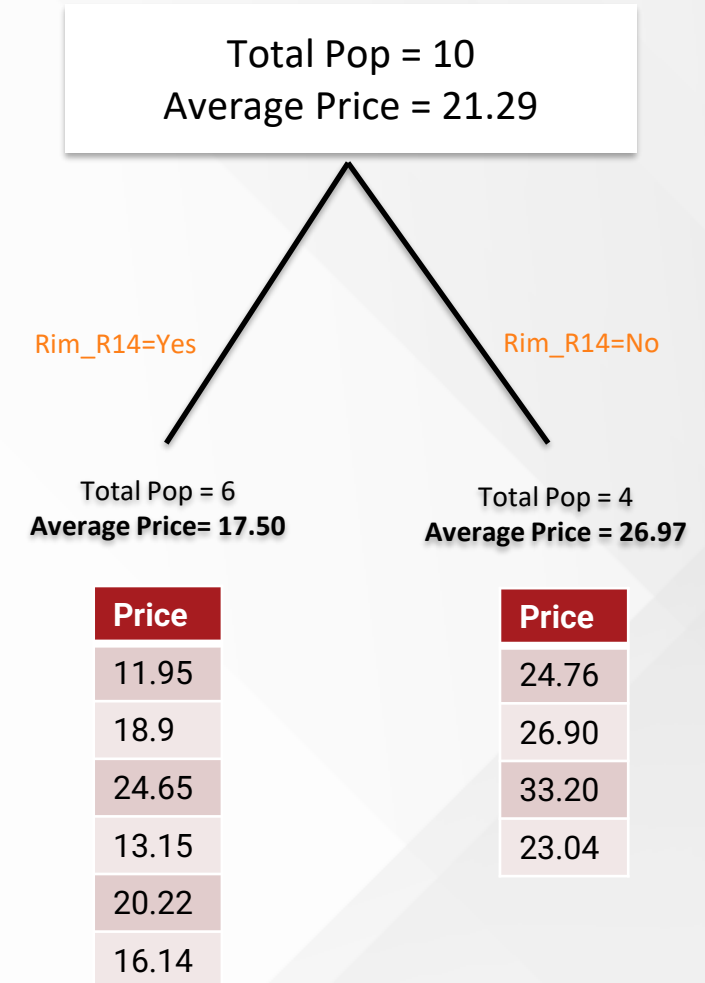 Total Pop = 10
Average Price = 21.29
Rim_R14=Yes
Rim_R14=No
Total Pop = 6
Average Price= 17.50
Total Pop = 4
Average Price = 26.97
Price
11.95
18.9
24.65
13.15
20.22
16.14
Price
24.76
26.90
33.20
23.04